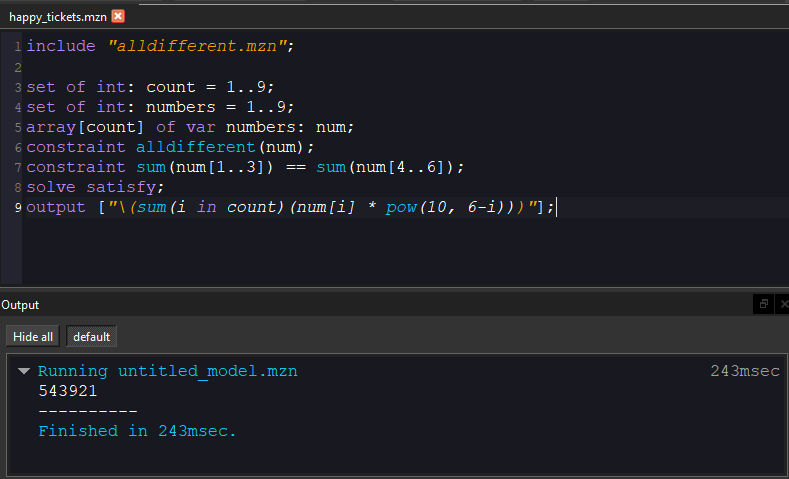 happy_tickets.mzn
1 include "alldifferent.mzn";
2
3 set of int: count = 1..9;
4 set of int: numbers = 1..9;
5 array[count] of var numbers: num;
6 constraint alldifferent(num);
7 constraint sum(num[1..3]) == sum(num[4..6]);
8 solve satisfy;
9 output ["\(sum(i in count)(num[i] * pow(10, 6-i)))"];
Output
Hide all default
Running untitled_model.mzn 243msec
543921
----------
Finished in 243msec.